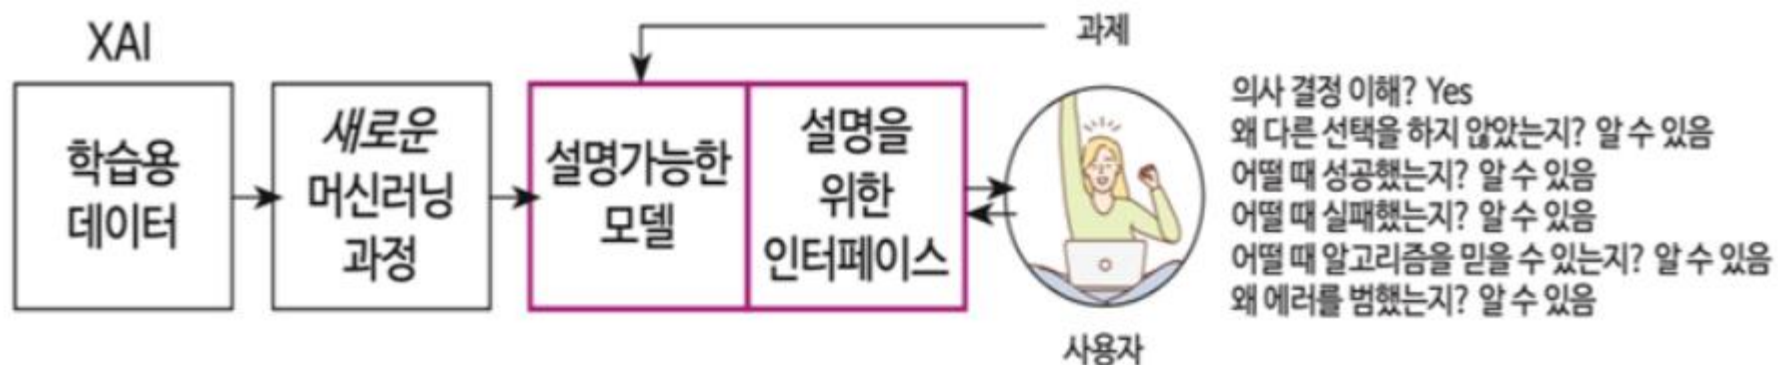 XAI
과제
학습용
데이터
새로운
머신러닝
과정
설명가능한
모델
설명을
위한
인터페이스
사용자
의사 결정 이해? Yes
왜 다른 선택을 하지 않았는지? 알 수 있음
어떨 때 성공했는지? 알 수 있음
어떨 때 실패했는지? 알 수 있음
어떨 때 알고리즘을 믿을 수 있는지? 알 수 있음
왜 에러를 범했는지? 알 수 있음